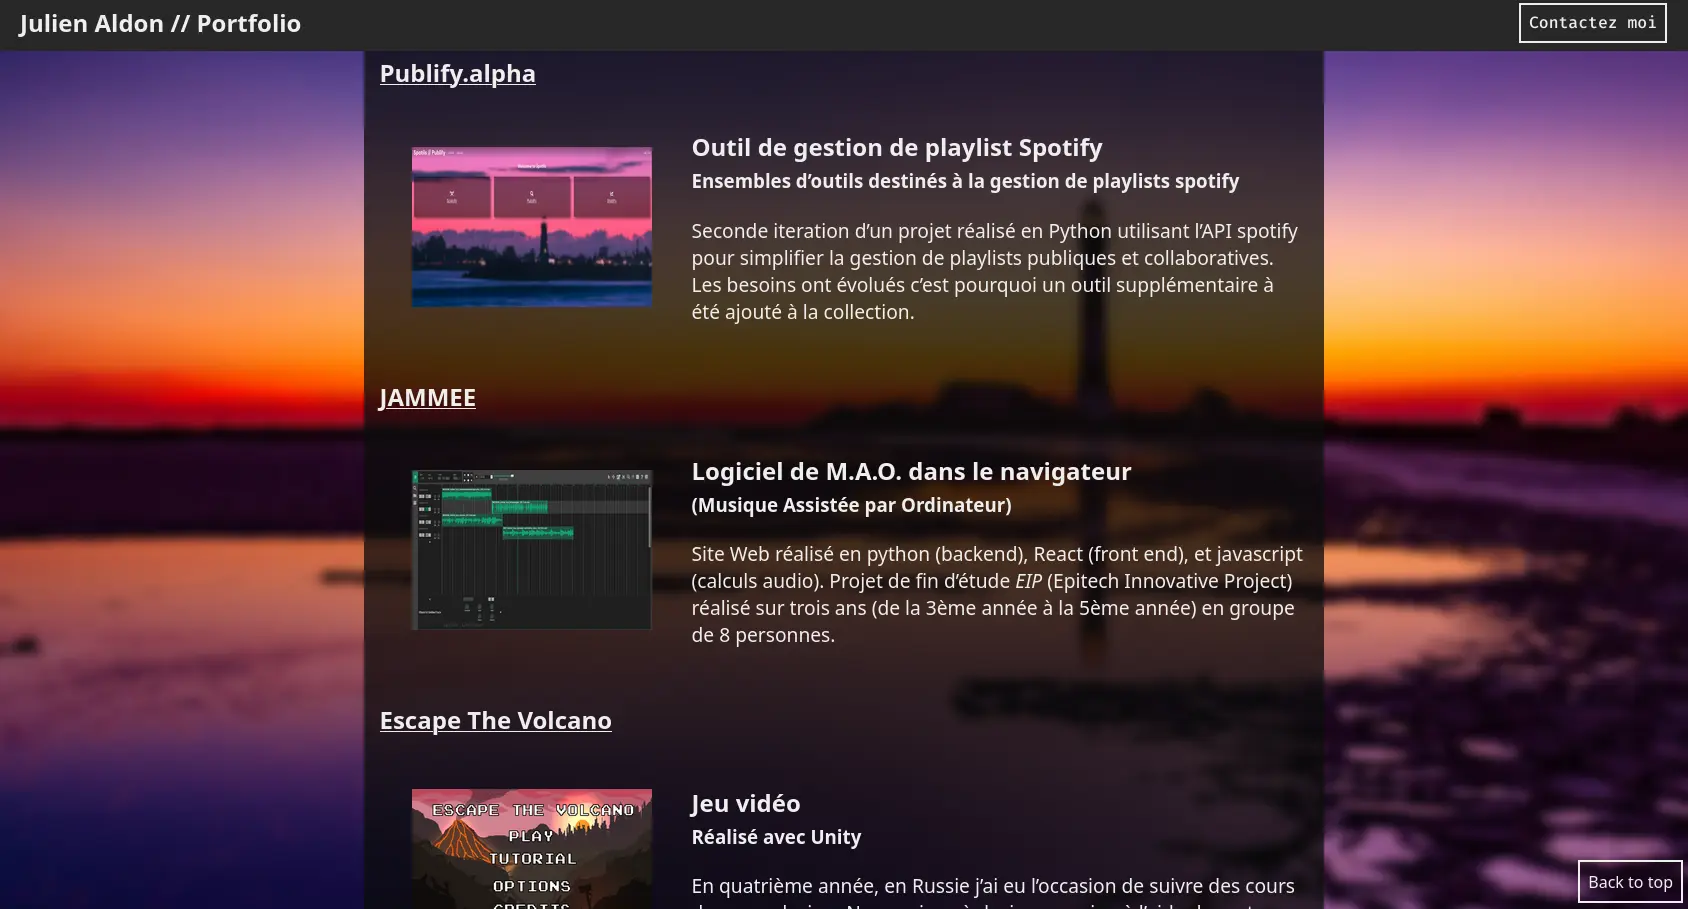 Julien Aldon // Portfolio
Contactez moi
Publify.alpha
Outil de gestion de playlist Spotify
Ensembles d’outils destinés à la gestion de playlists spotify
Seconde iteration d’un projet réalisé en Python utilisant l’API spotify
pour simplifier la gestion de playlists publiques et collaboratives.
Les besoins ont évolués c’est pourquoi un outil supplémentaire à
été ajouté à la collection.
JAMMEE
Logiciel de M.A.O. dans le navigateur
(Musique Assistée par Ordinateur)
Site Web réalisé en python (backend), React (front end), et javascript
(calculs audio). Projet de fin d’étude EIP (Epitech Innovative Project)
réalisé sur trois ans (de la 3ème année à la 5ème année) en groupe
de 8 personnes.
Escape The Volcano
ESCAPE THE VOLCANO
PLAY
TUTORIAL
OPTIONS
Jeu vidéo
Réalisé avec Unity
En quatrième année, en Russie j’ai eu l’occasion de suivre des cours
Back to top